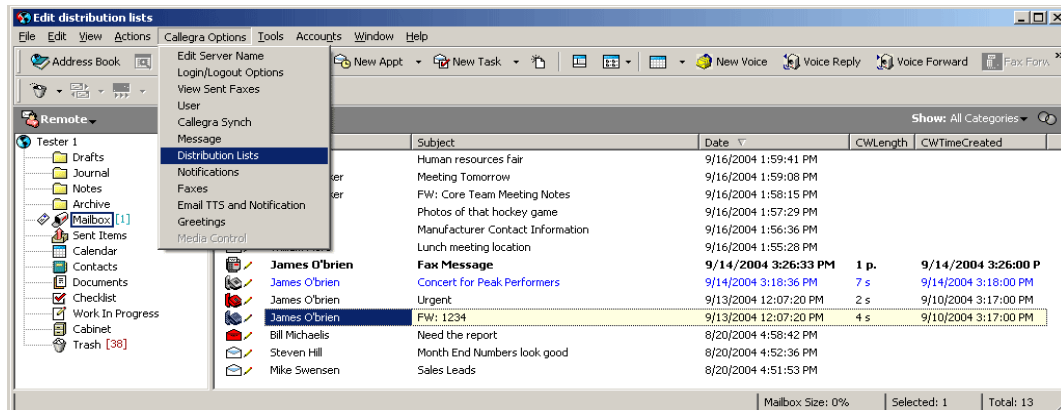 Edit distribution lists
File Edit View Actions Callegra Options Tools Accounts Window Help
Address Book New Appt New Task New Voice Voice Reply Voice Forward Fax Forw
Edit Server Name
Login/Logout Options
View Sent Faxes
User
Callegra Synch
Message
Distribution Lists
Notifications
Faxes
Email TTS and Notification
Greetings
Media Control
Remote Show: All Categories
Tester 1
Drafts
Journal
Notes
Archive
Mailbox [1]
Sent Items
Calendar
Contacts
Documents
Checklist
Work In Progress
Cabinet
Trash [38]
Subject Date CWLength CWTimeCreated
Human resources fair 9/16/2004 1:59:41 PM
Meeting Tomorrow 9/16/2004 1:59:08 PM
FW: Core Team Meeting Notes 9/16/2004 1:58:15 PM
Photos of that hockey game 9/16/2004 1:57:29 PM
Manufacturer Contact Information 9/16/2004 1:56:36 PM
Lunch meeting location 9/16/2004 1:55:28 PM
James O'brien Fax Message 9/14/2004 3:26:33 PM 1 p. 9/14/2004 3:26:00 P
James O'brien Concert for Peak Performers 9/14/2004 3:18:36 PM 7 s 9/14/2004 3:18:00 PM
James O'brien Urgent 9/13/2004 12:07:20 PM 2 s 9/10/2004 3:17:00 PM
James O'brien FW: 1234 9/13/2004 12:07:20 PM 4 s 9/10/2004 3:17:00 PM
Bill Michaelis Need the report 8/20/2004 4:58:42 PM
Steven Hill Month End Numbers look good 8/20/2004 4:52:36 PM
Mike Swensen Sales Leads 8/20/2004 4:51:53 PM
Mailbox Size: 0% Selected: 1 Total: 13